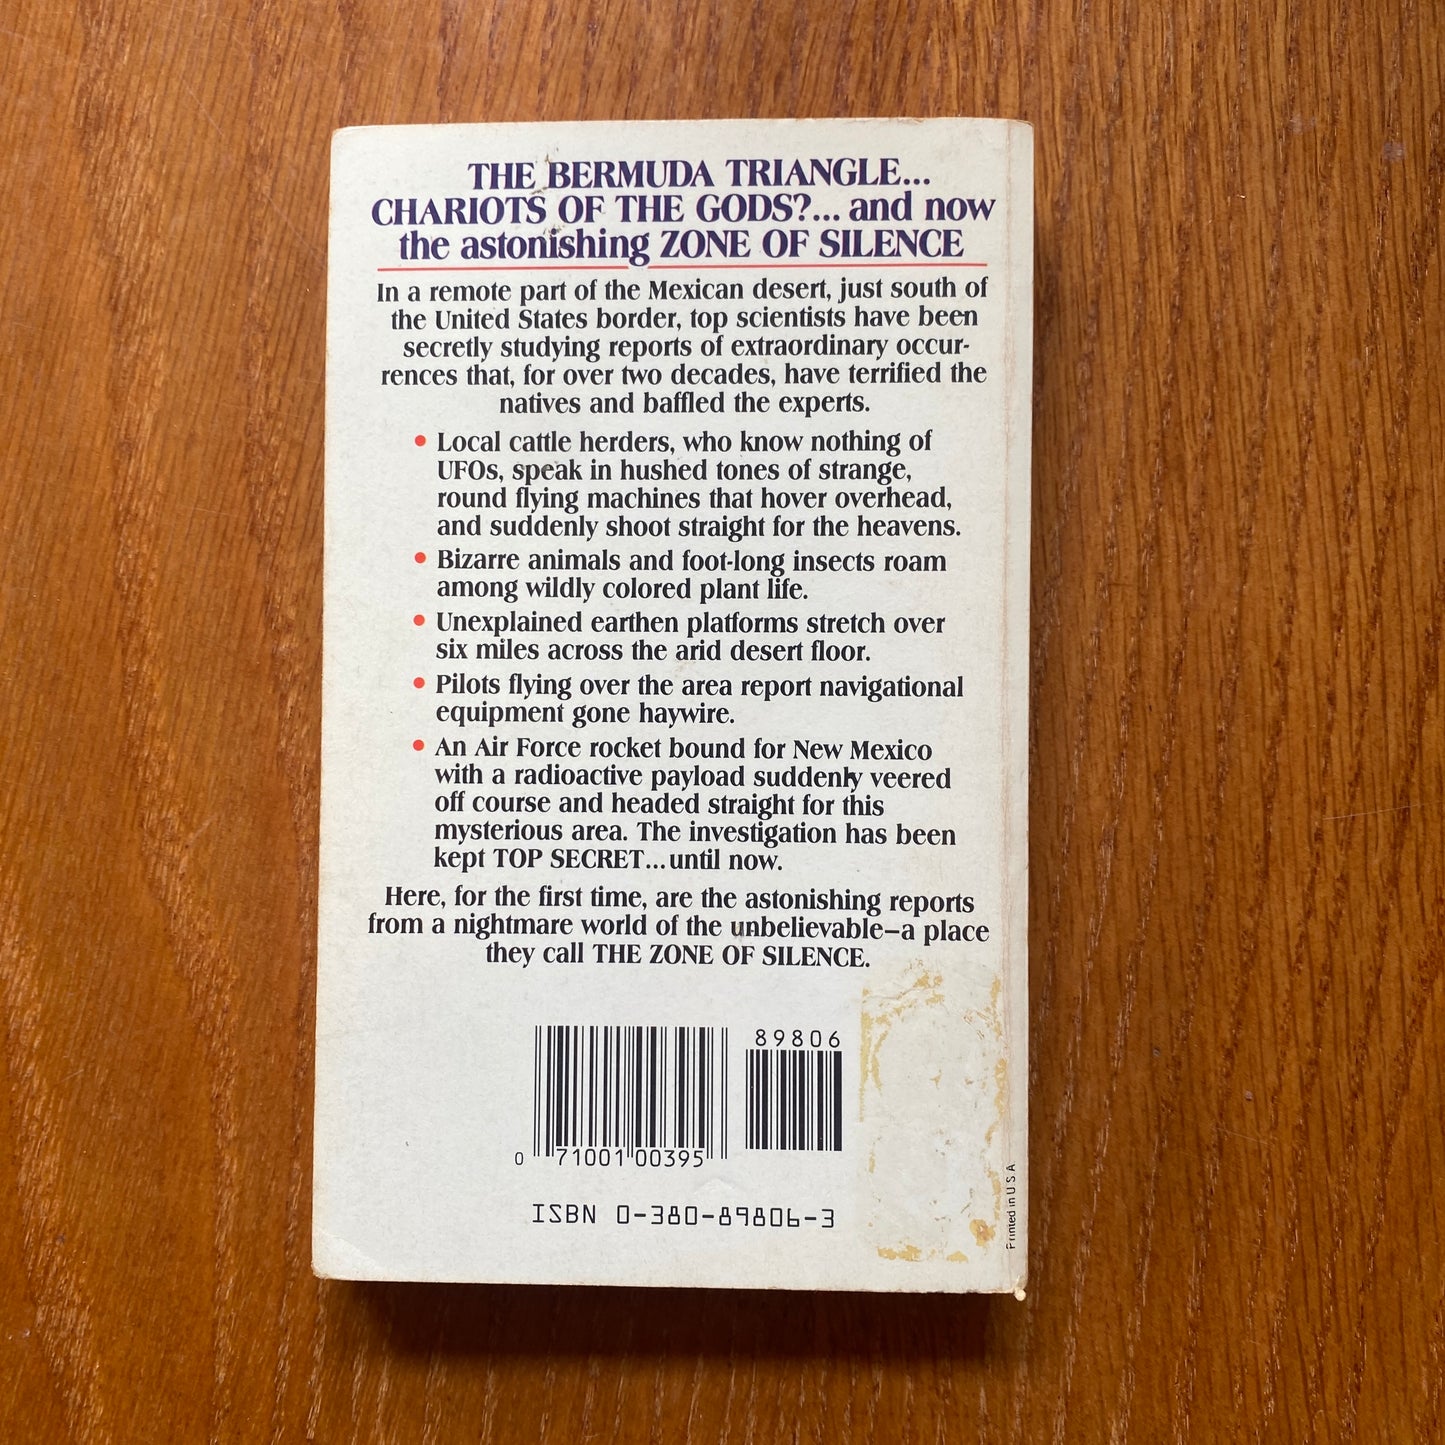 THE BERMUDA TRIANGLE...
CHARIOTS OF THE GODS?... and now
the astonishing ZONE OF SILENCE
In a remote part of the Mexican desert, just south of
the United States border, top scientists have been
secretly studying reports of extraordinary occur-
rences that, for over two decades, have terrified the
natives and baffled the experts.
• Local cattle herders, who know nothing of
UFOs, speak in hushed tones of strange,
round flying machines that hover overhead,
and suddenly shoot straight for the heavens.
• Bizarre animals and foot-long insects roam
among wildly colored plant life.
• Unexplained earthen platforms stretch over
six miles across the arid desert floor.
• Pilots flying over the area report navigational
equipment gone haywire.
• An Air Force rocket bound for New Mexico
with a radioactive payload suddenly veered
off course and headed straight for this
mysterious area. The investigation has been
kept TOP SECRET...until now.
Here, for the first time, are the astonishing reports
from a nightmare world of the unbelievable—a place
they call THE ZONE OF SILENCE.
89806
0 71001 00395
ISBN 0-380-89806-3
Printed in U S A